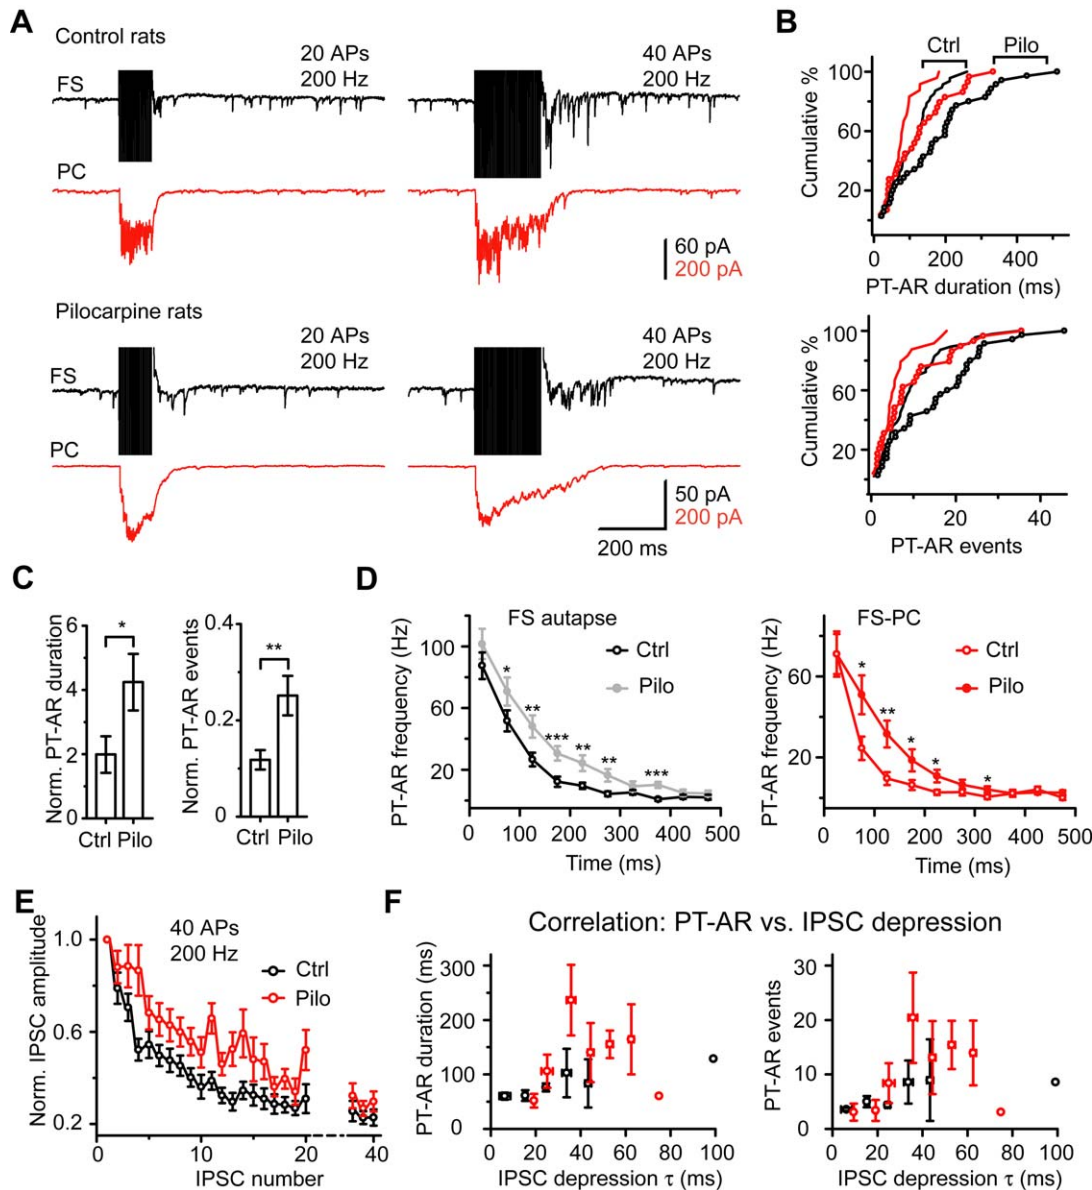 A
Control rats
20 APs
200 Hz
40 APs
200 Hz
FS
PC
60 pA
200 pA
Pilocarpine rats
20 APs
200 Hz
40 APs
200 Hz
FS
PC
50 pA
200 pA
200 ms
B
Ctrl
Pilo
Cumulative %
100
60
20
0
200
400
PT-AR duration (ms)
Cumulative %
100
60
20
0
20
40
PT-AR events
C
Norm. PT-AR duration
6
4
2
0
*
Ctrl Pilo
Norm. PT-AR events
0.4
0.2
0
**
Ctrl Pilo
D
FS autapse
PT-AR frequency (Hz)
100
60
20
Ctrl
Pilo
* ** *** ** ** ***
0 100 200 300 400 500
Time (ms)
FS-PC
PT-AR frequency (Hz)
60
20
Ctrl
Pilo
* ** * * *
0 100 200 300 400 500
Time (ms)
E
40 APs
200 Hz
Ctrl
Pilo
Norm. IPSC amplitude
1.0
0.6
0.2
0 10 20 40
IPSC number
F
Correlation: PT-AR vs. IPSC depression
PT-AR duration (ms)
300
200
100
0
0 20 40 60 80 100
IPSC depression τ (ms)
PT-AR events
30
20
10
0
0 20 40 60 80 100
IPSC depression τ (ms)